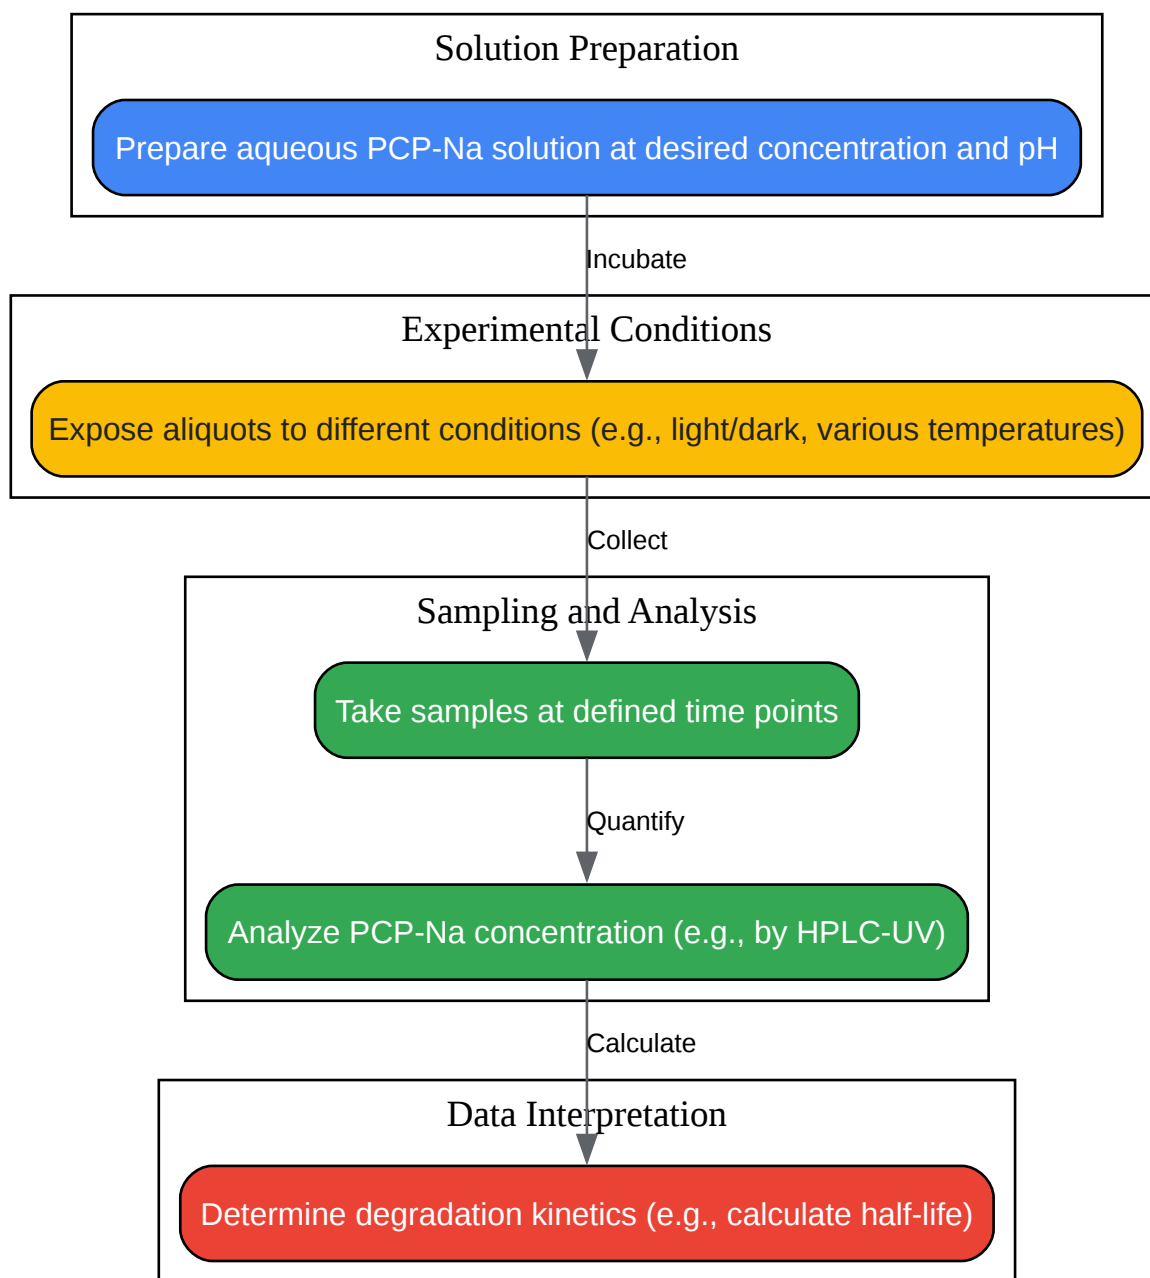 Solution Preparation
Prepare aqueous PCP-Na solution at desired concentration and pH
Incubate
Experimental Conditions
Expose aliquots to different conditions (e.g., light/dark, various temperatures)
Collect
Sampling and Analysis
Take samples at defined time points
Quantify
Analyze PCP-Na concentration (e.g., by HPLC-UV)
Calculate
Data Interpretation
Determine degradation kinetics (e.g., calculate half-life)